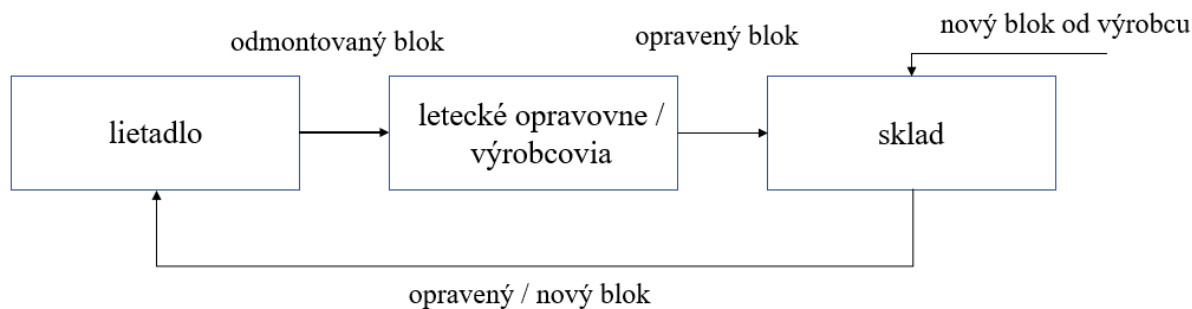 nový blok od výrobcu
odmontovaný blok
opravený blok
lietadlo
letecké opravovne /
výrobcovia
sklad
opravený / nový blok